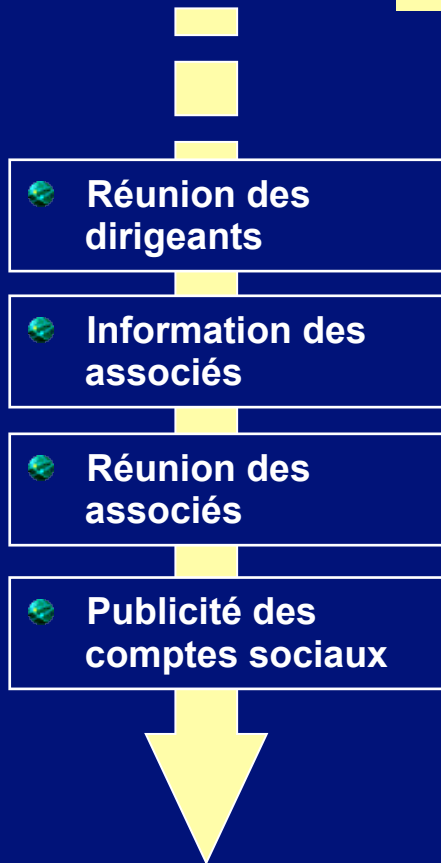 Réunion des
dirigeants
Information des
associés
Réunion des
associés
Publicité des
comptes sociaux